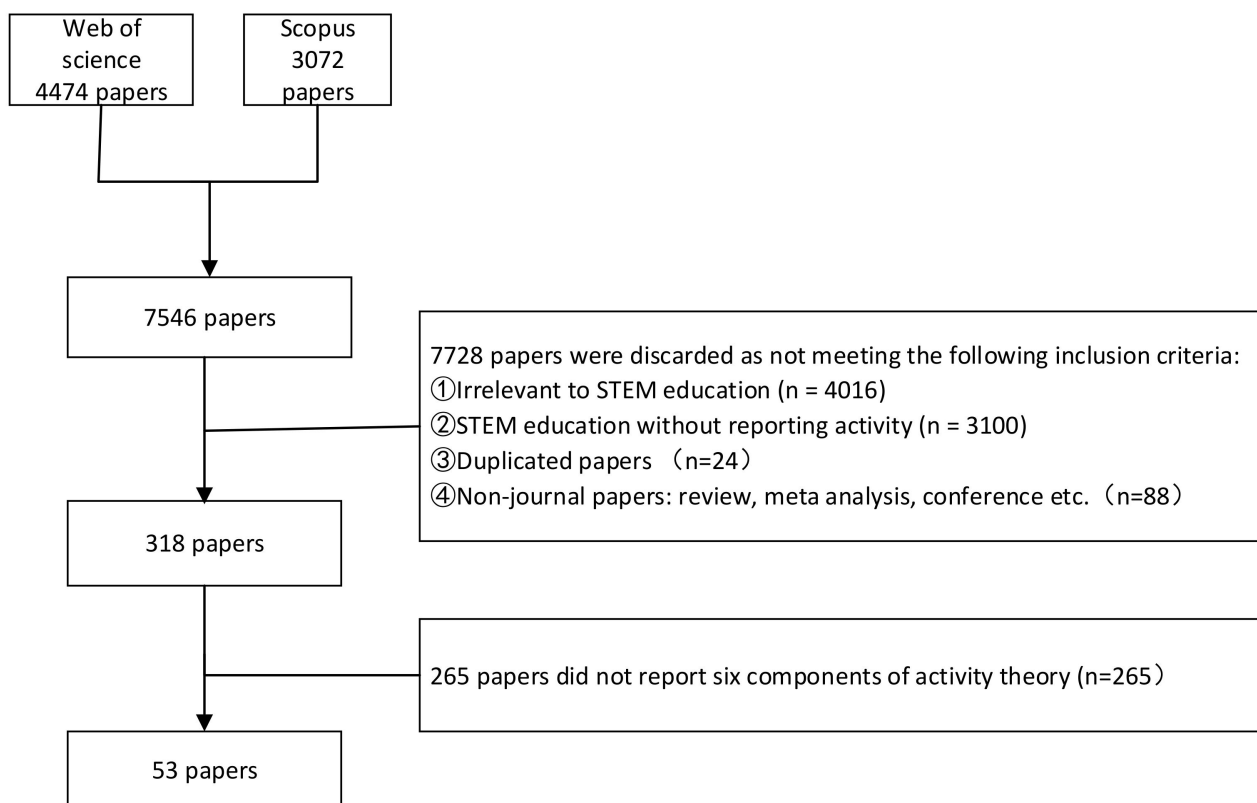 Web of
science
4474 papers
Scopus
3072
papers
7546 papers
7728 papers were discarded as not meeting the following inclusion criteria:
①Irrelevant to STEM education (n = 4016)
②STEM education without reporting activity (n = 3100)
③Duplicated papers （n=24）
④Non-journal papers: review, meta analysis, conference etc.（n=88）
318 papers
265 papers did not report six components of activity theory (n=265）
53 papers